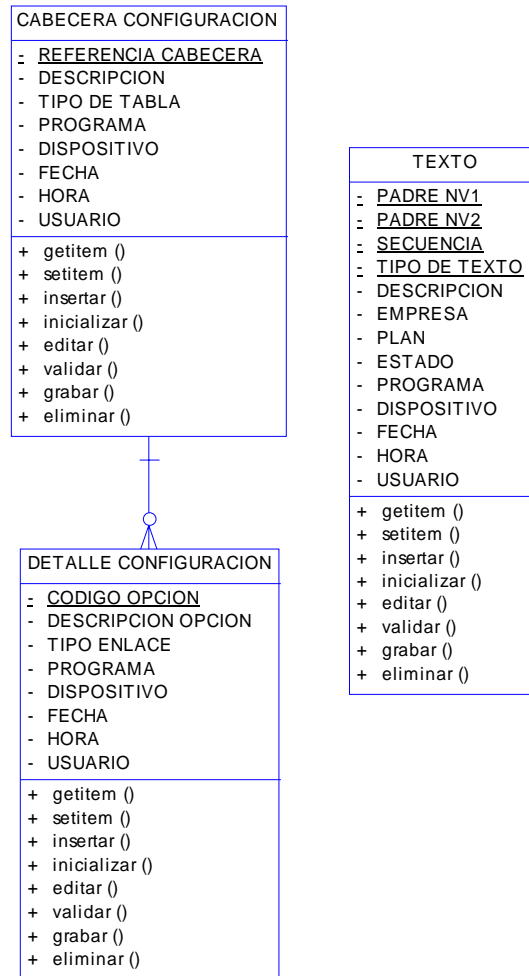 CABECERA CONFIGURACION
- REFERENCIA CABECERA
- DESCRIPCION
- TIPO DE TABLA
- PROGRAMA
- DISPOSITIVO
- FECHA
- HORA
- USUARIO
+ getitem ()
+ setitem ()
+ insertar ()
+ inicializar ()
+ editar ()
+ validar ()
+ grabar ()
+ eliminar ()
DETALLE CONFIGURACION
- CODIGO OPCION
- DESCRIPCION OPCION
- TIPO ENLACE
- PROGRAMA
- DISPOSITIVO
- FECHA
- HORA
- USUARIO
+ getitem ()
+ setitem ()
+ insertar ()
+ inicializar ()
+ editar ()
+ validar ()
+ grabar ()
+ eliminar ()
TEXTO
- PADRE NV1
- PADRE NV2
- SECUENCIA
- TIPO DE TEXTO
- DESCRIPCION
- EMPRESA
- PLAN
- ESTADO
- PROGRAMA
- DISPOSITIVO
- FECHA
- HORA
- USUARIO
+ getitem ()
+ setitem ()
+ insertar ()
+ inicializar ()
+ editar ()
+ validar ()
+ grabar ()
+ eliminar ()